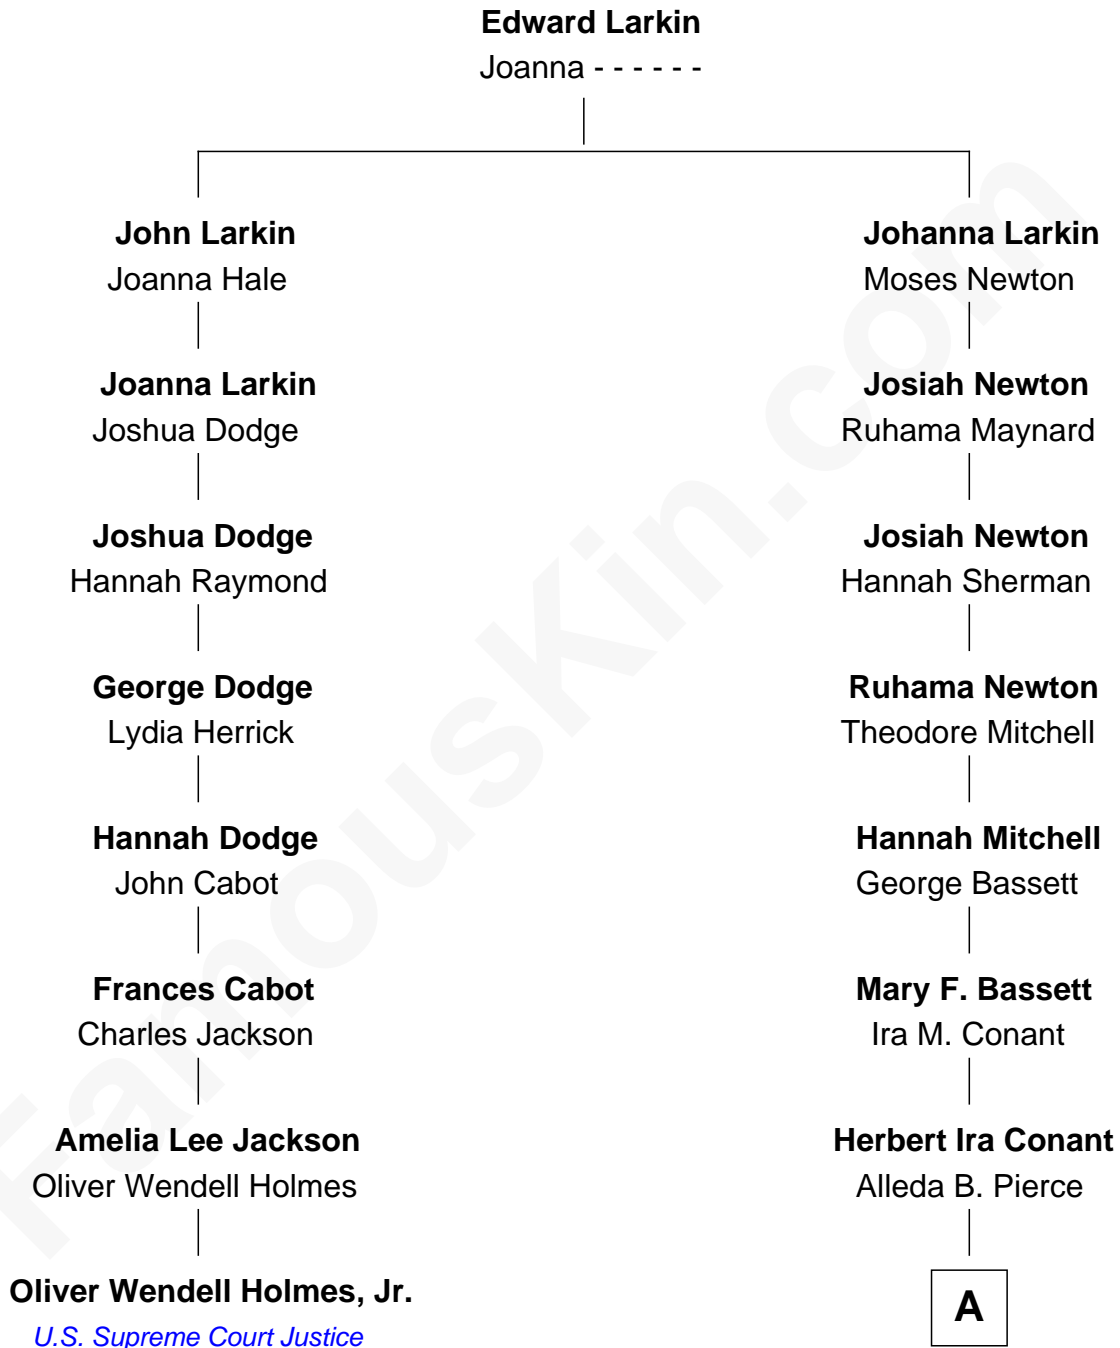 Edward Larkin
Joanna - - - - - -
John Larkin
Joanna Hale
Johanna Larkin
Moses Newton
Joanna Larkin
Joshua Dodge
Josiah Newton
Ruhama Maynard
Joshua Dodge
Hannah Raymond
Josiah Newton
Hannah Sherman
George Dodge
Lydia Herrick
Ruhama Newton
Theodore Mitchell
Hannah Dodge
John Cabot
Hannah Mitchell
George Bassett
Frances Cabot
Charles Jackson
Mary F. Bassett
Ira M. Conant
Amelia Lee Jackson
Oliver Wendell Holmes
Herbert Ira Conant
Alleda B. Pierce
Oliver Wendell Holmes, Jr.
U.S. Supreme Court Justice
A
FamousKin.com